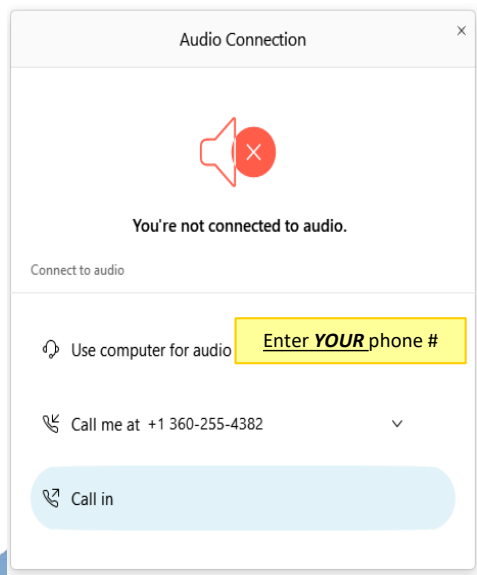 Audio Connection
You're not connected to audio.
Connect to audio
Use computer for audio
Enter YOUR phone #
Call me at +1 360-255-4382
Call in